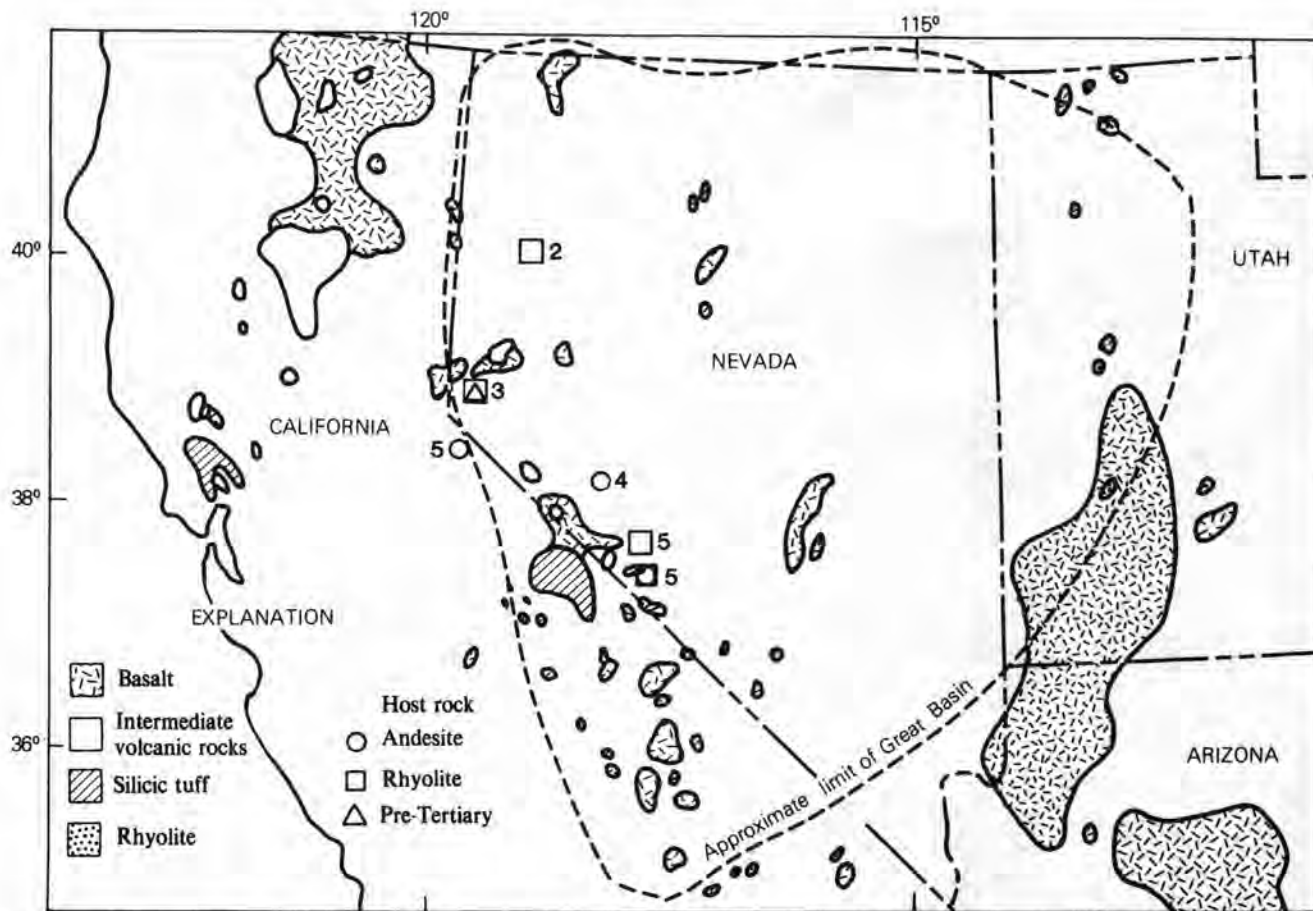 120°
115°
40°
2
UTAH
NEVADA
3
CALIFORNIA
5
4
38°
5
5
EXPLANATION
Basalt
Intermediate
volcanic rocks
Silicic tuff
Rhyolite
Host rock
Andesite
Rhyolite
Pre-Tertiary
36°
Approximate limit of Great Basin
ARIZONA